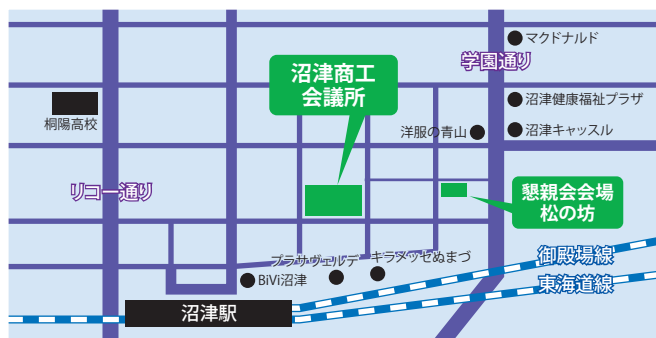 マクドナルド
学園通り
沼津商工
会議所
沼津健康福祉プラザ
桐陽高校
洋服の青山
沼津キャッスル
リコー通り
懇親会会場
松の坊
プラサヴェルデ
キラメッセぬまづ
御殿場線
BiVi沼津
東海道線
沼津駅